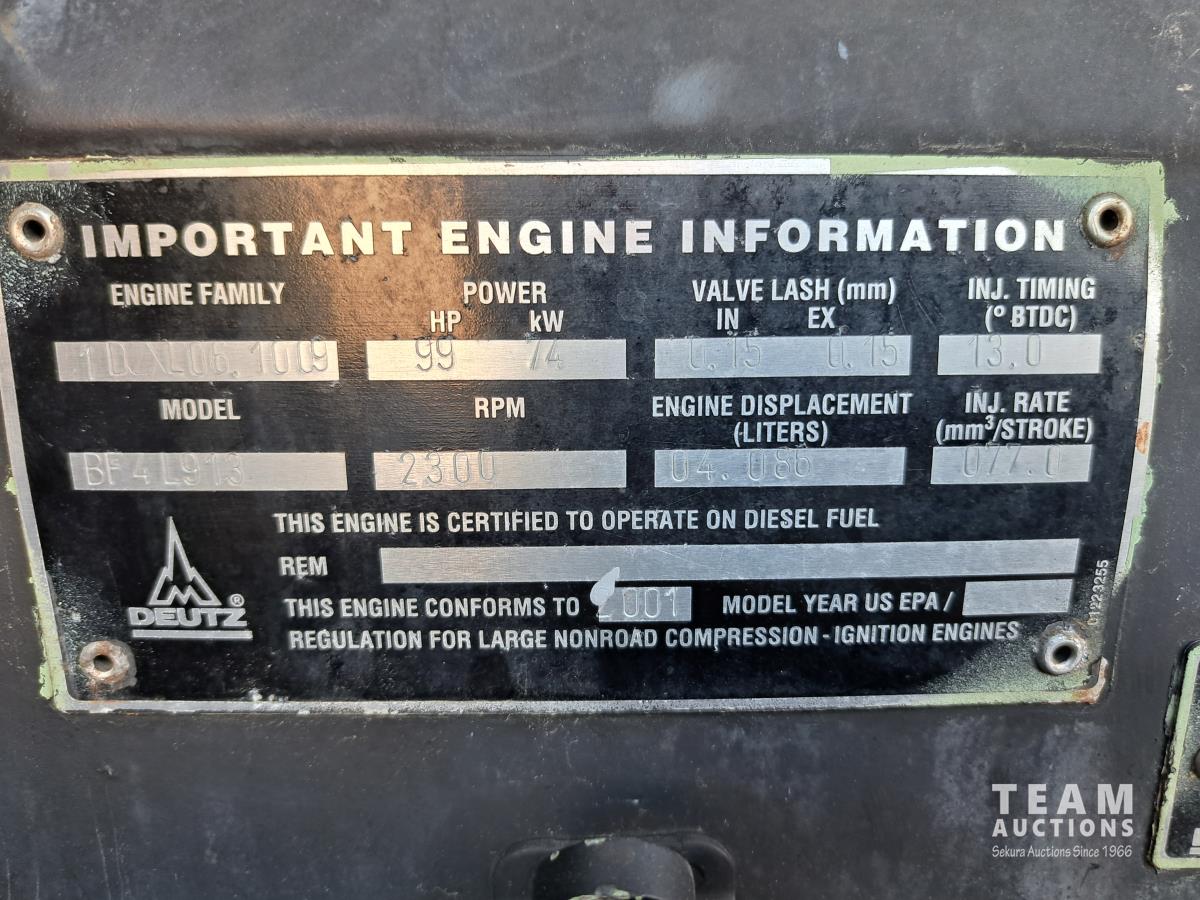 IMPORTANT ENGINE INFORMATION
ENGINE FAMILY POWER VALVE LASH (mm) INJ. TIMING
HP kW IN EX (° BTDC)
99 74 0.15 0.15 13.0
MODEL RPM ENGINE DISPLACEMENT INJ. RATE
(LITERS) (mm³/STROKE)
BF4L913 2300 04.086 077.0
THIS ENGINE IS CERTIFIED TO OPERATE ON DIESEL FUEL
REM
DEUTZ®
THIS ENGINE CONFORMS TO 2001 MODEL YEAR US EPA /
REGULATION FOR LARGE NONROAD COMPRESSION - IGNITION ENGINES
01223255
TEAM
AUCTIONS
Sekura Auctions Since 1966